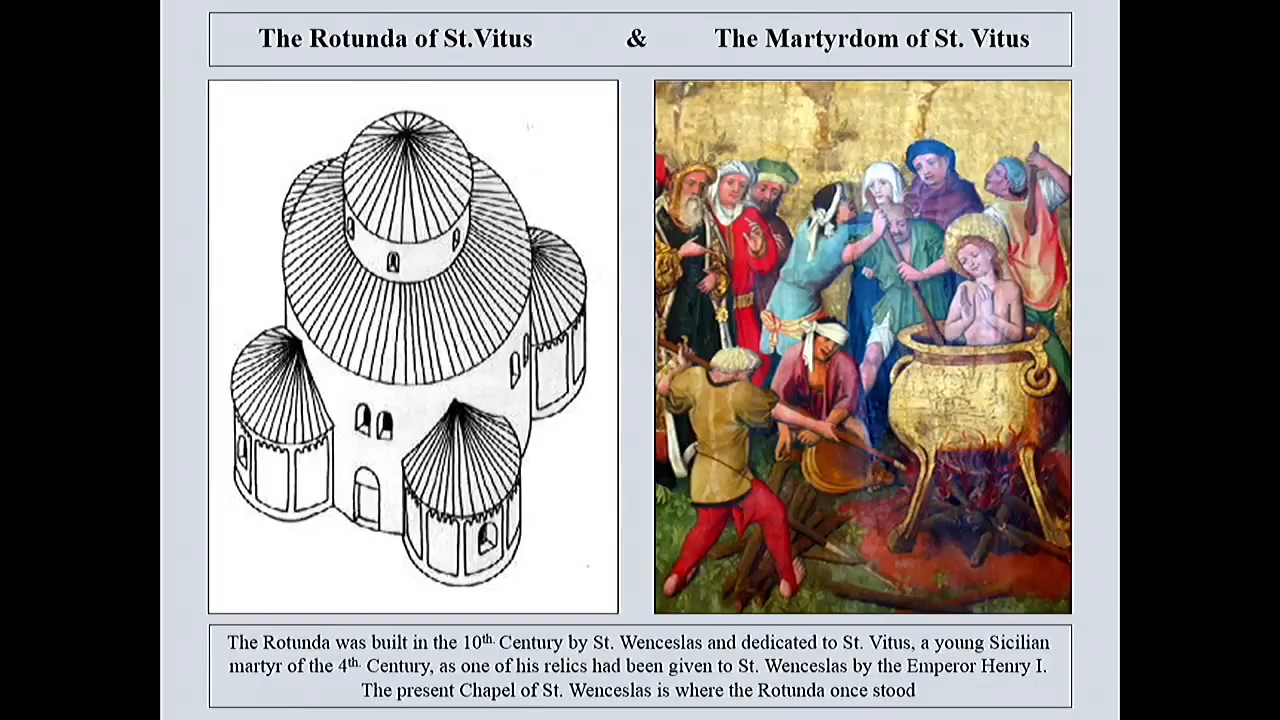 The Rotunda of St.Vitus & The Martyrdom of St. Vitus
The Rotunda was built in the 10th. Century by St. Wenceslas and dedicated to St. Vitus, a young Sicilian
martyr of the 4th. Century, as one of his relics had been given to St. Wenceslas by the Emperor Henry I.
The present Chapel of St. Wenceslas is where the Rotunda once stood